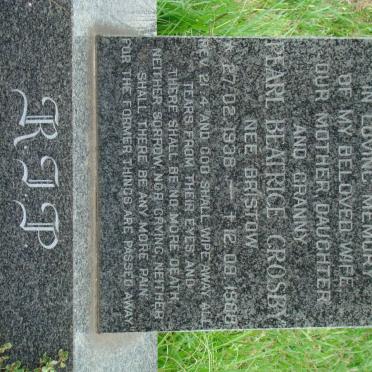 IN LOVING MEMORY
OF MY BELOVED WIFE
OUR MOTHER DAUGHTER
AND GRANNY
PEARL BEATRICE CROSBY
NEE BRISTOW
27.02.1938 † 12.08
21.4 AND GOD SHALL WIPE AWAY ALL
TEARS FROM THEIR EYES AND
THERE SHALL BE NO MORE DEATH
NEITHER SORROW NOR CRYING NEITHER
SHALL THERE BE ANY MORE PAIN
FOR THE FORMER THINGS ARE PASSED AWAY
RIP